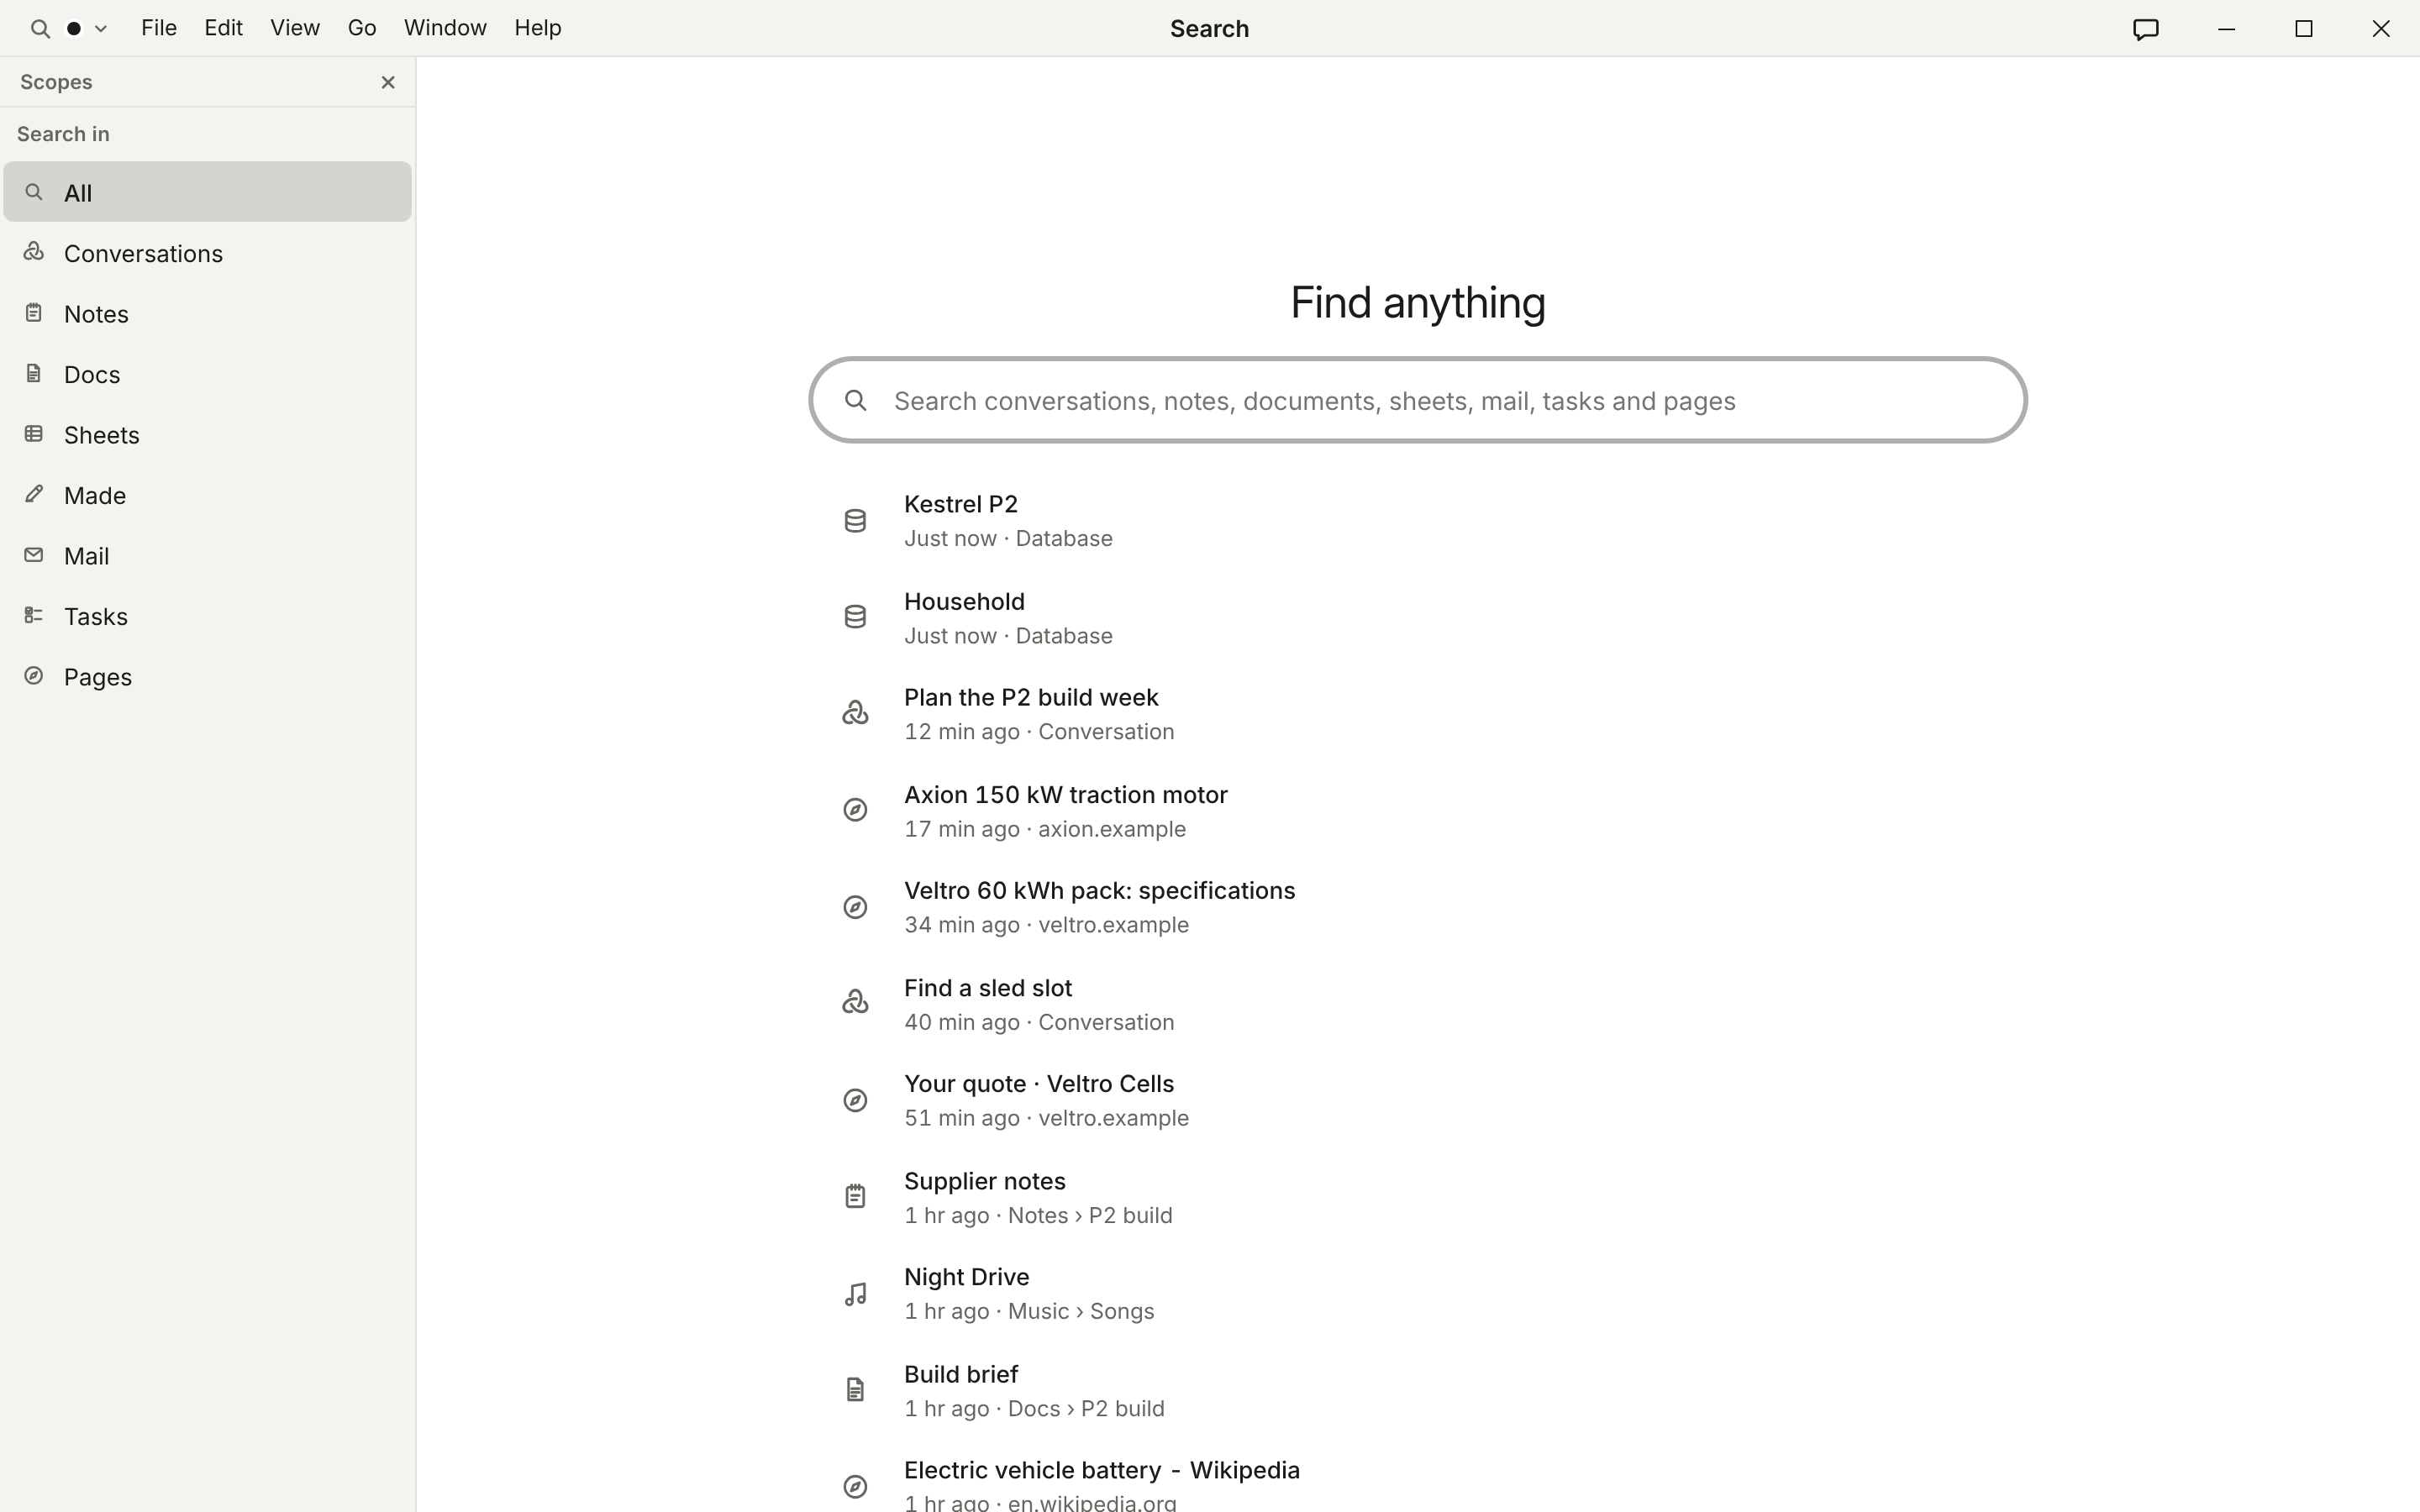 File Edit View Go Window Help
Search
Scopes
Search in
All
Conversations
Notes
Docs
Sheets
Made
Mail
Tasks
Pages
Find anything
Search conversations, notes, documents, sheets, mail, tasks and pages
Kestrel P2
Just now · Database
Household
Just now · Database
Plan the P2 build week
12 min ago · Conversation
Axion 150 kW traction motor
17 min ago · axion.example
Veltro 60 kWh pack: specifications
34 min ago · veltro.example
Find a sled slot
40 min ago · Conversation
Your quote · Veltro Cells
51 min ago · veltro.example
Supplier notes
1 hr ago · Notes › P2 build
Night Drive
1 hr ago · Music › Songs
Build brief
1 hr ago · Docs › P2 build
Electric vehicle battery - Wikipedia
1 hr ago · en.wikipedia.org